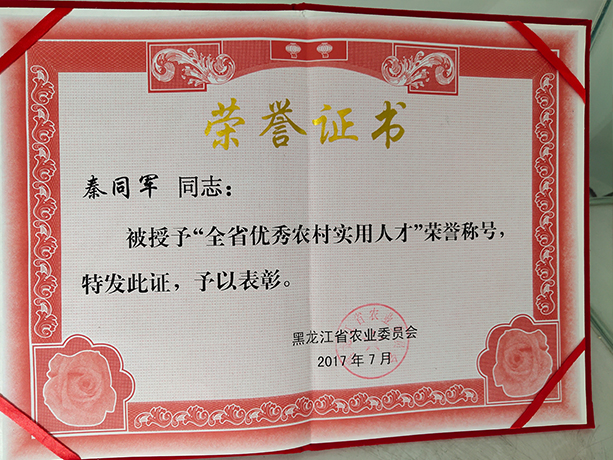 荣誉证书
秦同军 同志：
被授予“全省优秀农村实用人才”荣誉称号，
特发此证，予以表彰。
黑龙江省农业委员会
2017年7月